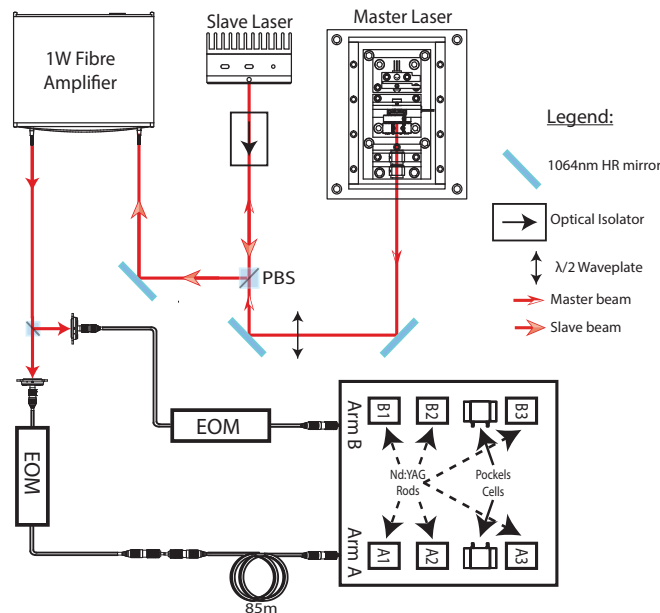 Slave Laser
Master Laser
1W Fibre
Amplifier
Legend:
1064nm HR mirror
Optical Isolator
λ/2 Waveplate
Master beam
Slave beam
PBS
EOM
EOM
Arm B
B1
B2
B3
Nd:YAG
Rods
Pockels
Cells
Arm A
A1
A2
A3
85m